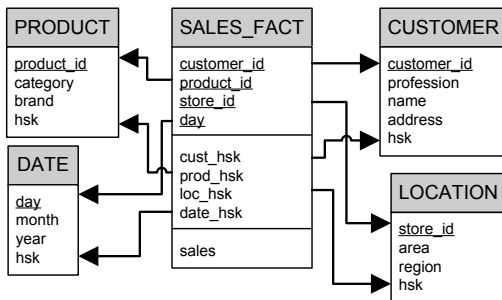 PRODUCT
product_id
category
brand
hsk
DATE
day
month
year
hsk
SALES_FACT
customer_id
product_id
store_id
day
cust_hsk
prod_hsk
loc_hsk
date_hsk
sales
CUSTOMER
customer_id
profession
name
address
hsk
LOCATION
store_id
area
region
hsk